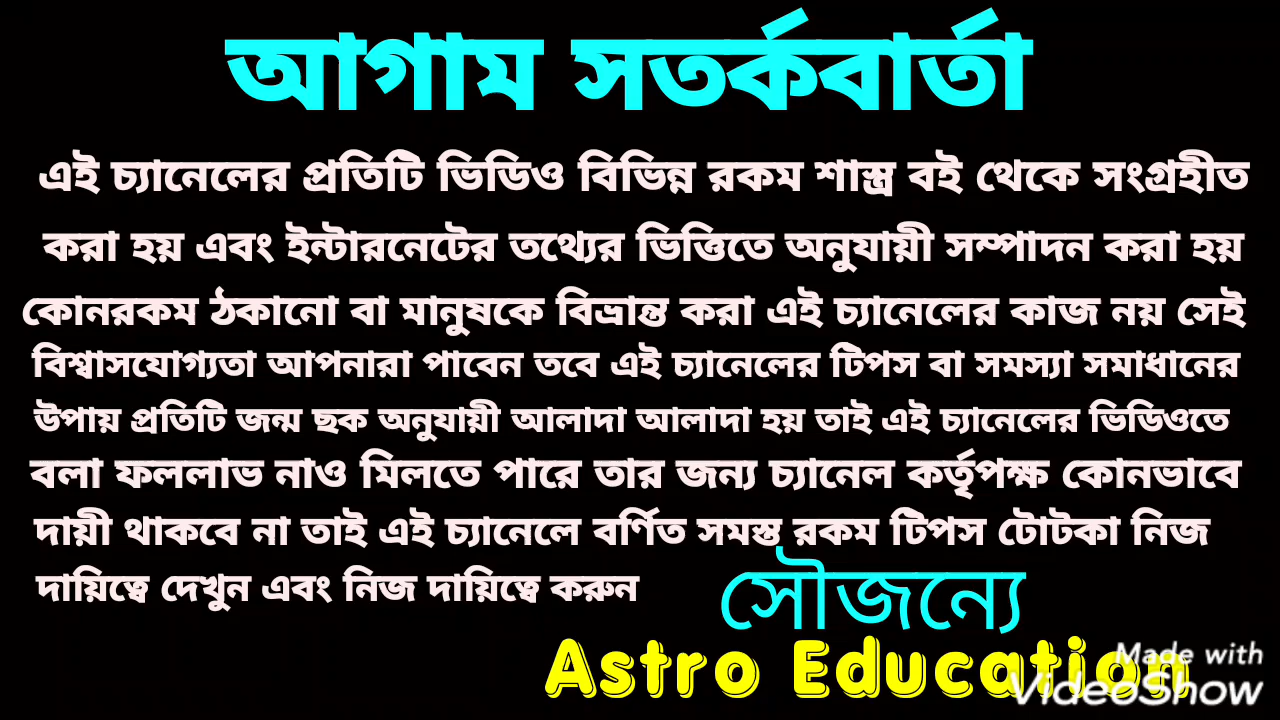 আগাম সতর্কবার্তা
এই চ্যানেলের প্রতিটি ভিডিও বিভিন্ন রকম শাস্ত্র বই থেকে সংগ্রহীত
করা হয় এবং ইন্টারনেটের তথ্যের ভিত্তিতে অনুযায়ী সম্পাদন করা হয়
কোনরকম ঠকানো বা মানুষকে বিভ্রান্ত করা এই চ্যানেলের কাজ নয় সেই
বিশ্বাসযোগ্যতা আপনারা পাবেন তবে এই চ্যানেলের টিপস বা সমস্যা সমাধানের
উপায় প্রতিটি জন্ম ছক অনুযায়ী আলাদা আলাদা হয় তাই এই চ্যানেলের ভিডিওতে
বলা ফললাভ নাও মিলতে পারে তার জন্য চ্যানেল কর্তৃপক্ষ কোনভাবে
দায়ী থাকবে না তাই এই চ্যানেলে বর্ণিত সমস্ত রকম টিপস টোটকা নিজ
দায়িত্বে দেখুন এবং নিজ দায়িত্বে করুন
সৌজন্যে
Astro Education
Made with
VideoShow